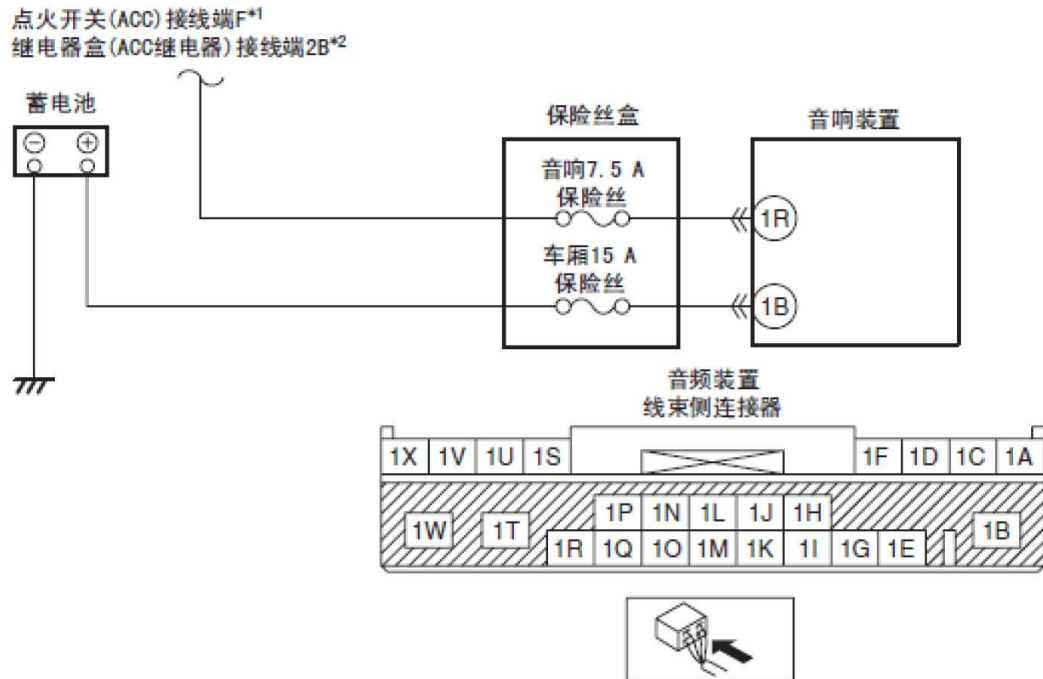 点火开关(ACC)接线端F*1
继电器盒(ACC继电器)接线端2B*2
蓄电池
保险丝盒
音响装置
音响7.5 A
保险丝
1R
车厢15 A
保险丝
1B
音频装置
线束侧连接器
1X 1V 1U 1S 1F 1D 1C 1A
1P 1N 1L 1J 1H
1W 1T 1B
1R 1Q 1O 1M 1K 1I 1G 1E